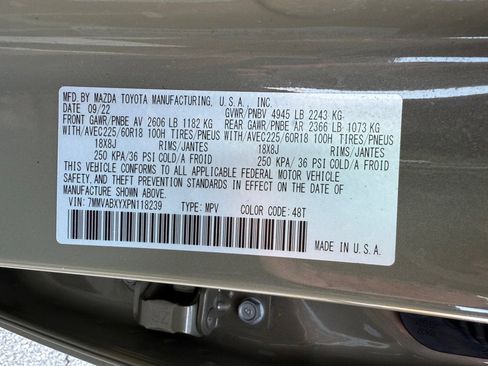 MFD.BY MAZDA TOYOTA MANUFACTURING, U.S.A., INC.
DATE 09/22 GVWR/PNBV 4945 LB 2243 KG
FRONT GAWR/PNBE AV 2606 LB 1182 KG REAR GAWR/PNBE AR 2366 LB 1073 KG
WITH/AVEC225/60R18 100H TIRES/PNEUS WITH/AVEC225/60R18 100H TIRES/PNEUS
18X8J RIMS/JANTES 18X8J RIMS/JANTES
250 KPA/36 PSI COLD/A FROID 250 KPA/36 PSI COLD/A FROID
THIS VEHICLE CONFORMS TO ALL APPLICABLE FEDERAL MOTOR VEHICLE
SAFETY, AND THEFT PREVENTION STANDARDS IN EFFECT ON THE DATE OF
MANUFACTURE SHOWN ABOVE.
VIN: 7MMVABXYXPN118239 TYPE: MPV COLOR CODE: 48T
MADE IN U.S.A.